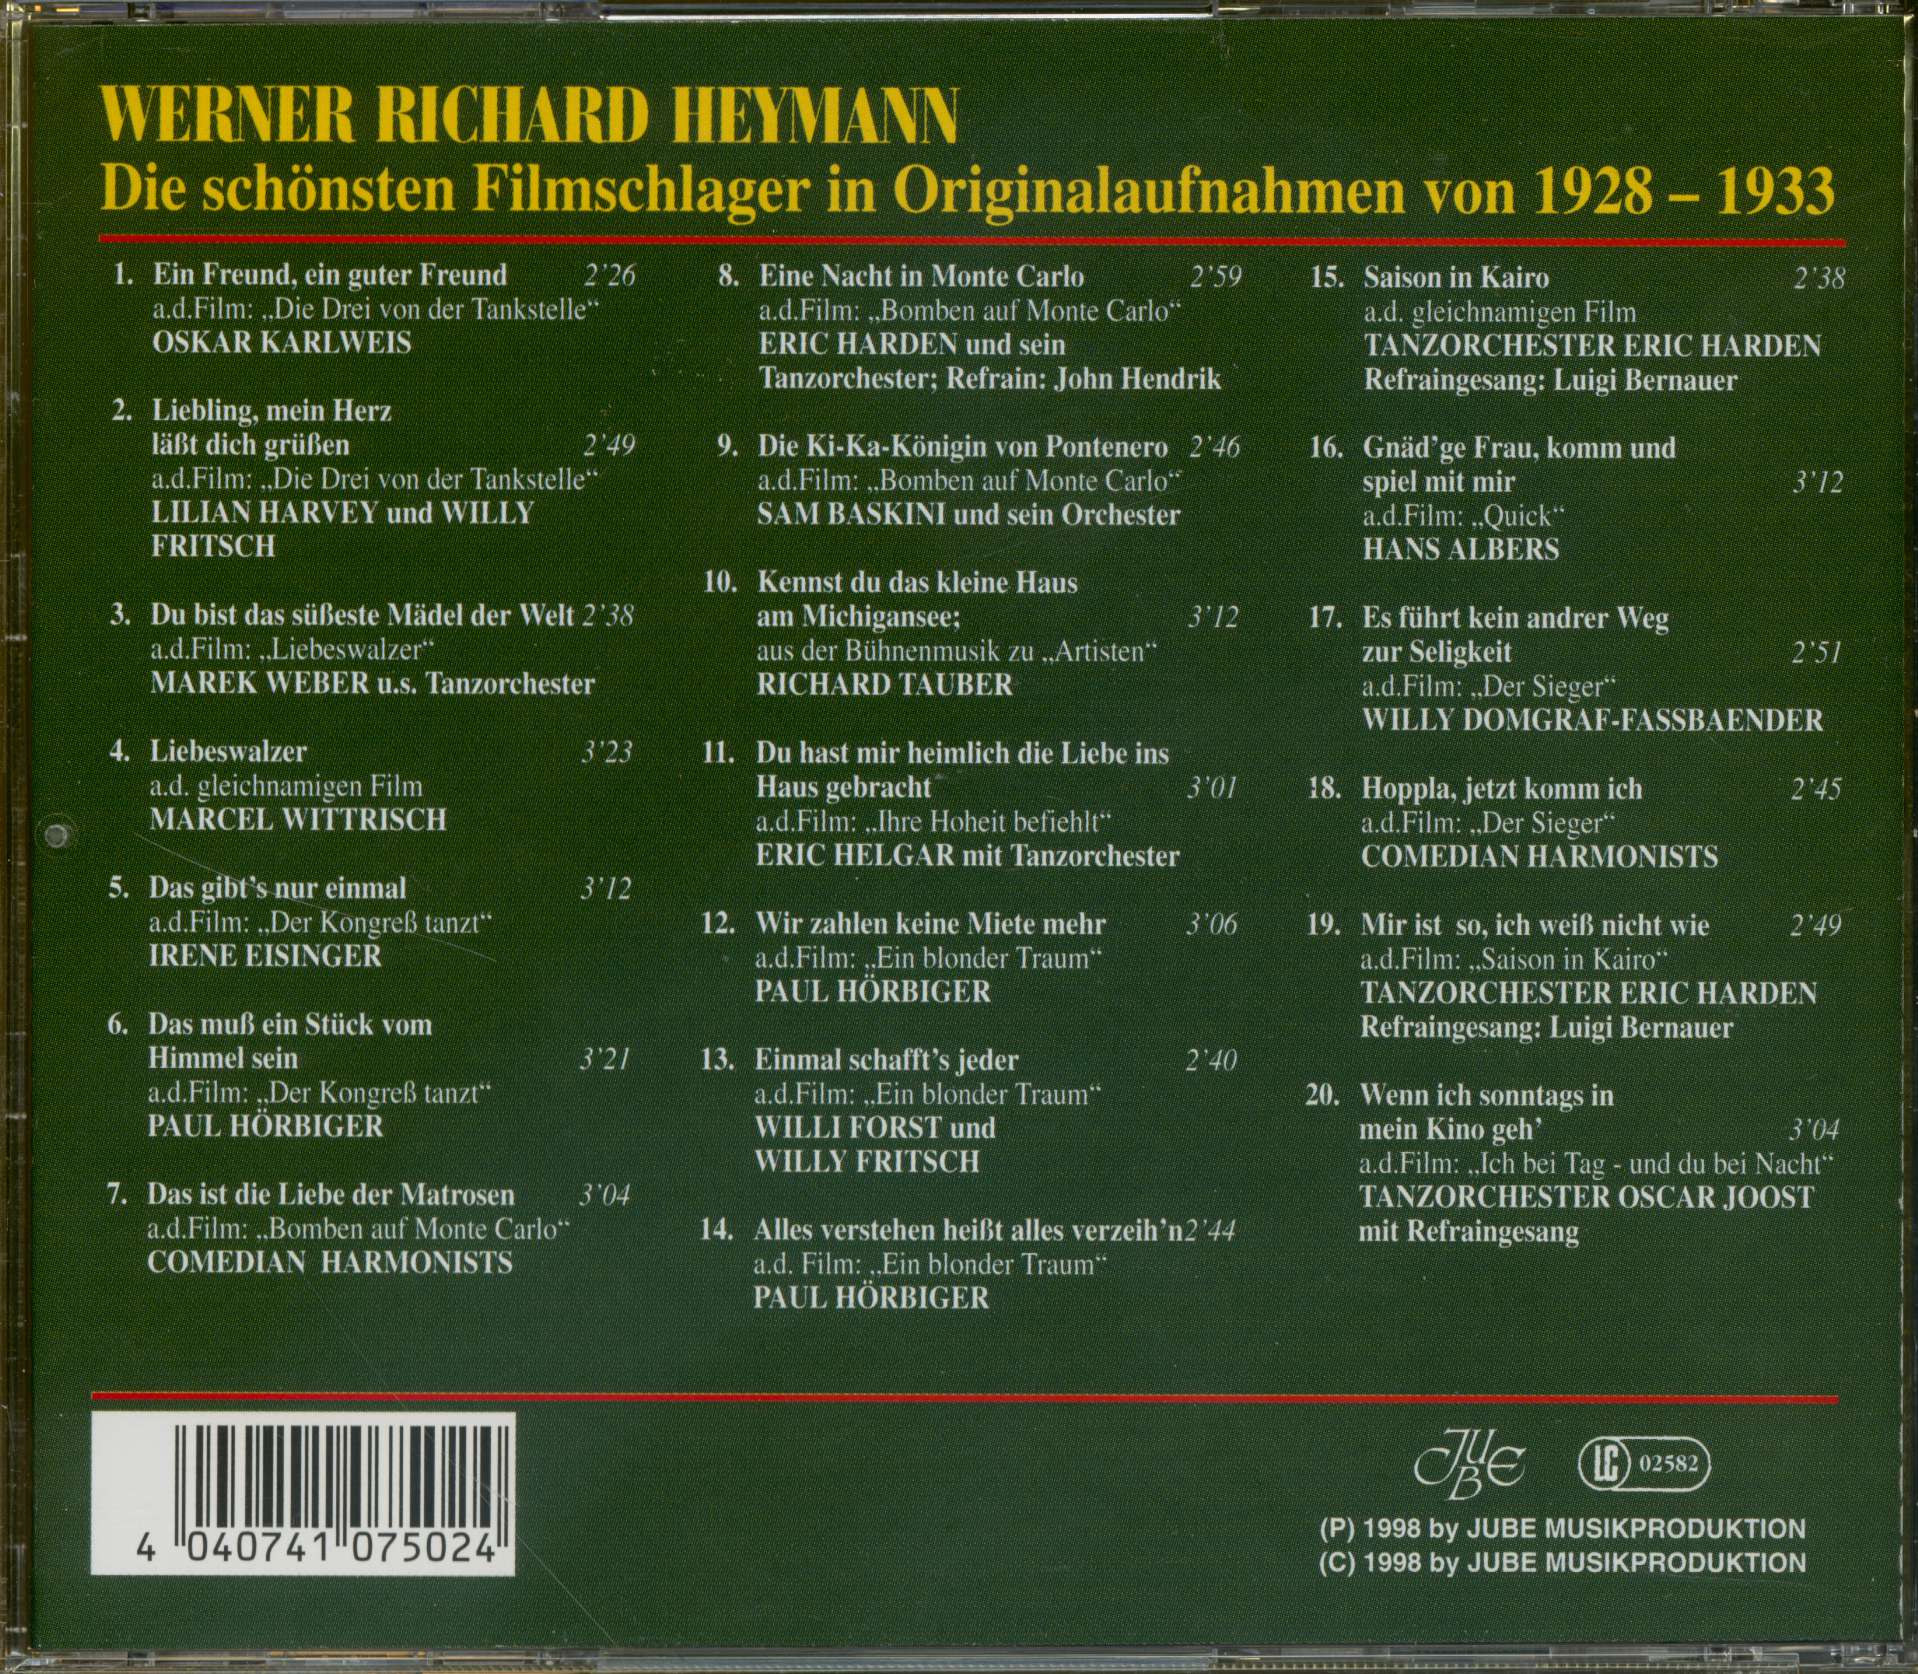 WERNER RICHARD HEYMANN
Die schönsten Filmschlager in Originalaufnahmen von 1928 – 1933
1. Ein Freund, ein guter Freund 2’26
a.d.Film: „Die Drei von der Tankstelle“
OSKAR KARLWEIS
2. Liebling, mein Herz
läßt dich grüßen 2’49
a.d.Film: „Die Drei von der Tankstelle“
LILIAN HARVEY und WILLY
FRITSCH
3. Du bist das süßeste Mädel der Welt 2’38
a.d.Film: „Liebeswalzer“
MAREK WEBER u.s. Tanzorchester
4. Liebeswalzer 3’23
a.d. gleichnamigen Film
MARCEL WITTRISCH
5. Das gibt’s nur einmal 3’12
a.d.Film: „Der Kongreß tanzt“
IRENE EISINGER
6. Das muß ein Stück vom
Himmel sein 3’21
a.d.Film: „Der Kongreß tanzt“
PAUL HÖRBIGER
7. Das ist die Liebe der Matrosen 3’04
a.d.Film: „Bomben auf Monte Carlo“
COMEDIAN HARMONISTS
8. Eine Nacht in Monte Carlo 2’59
a.d.Film: „Bomben auf Monte Carlo“
ERIC HARDEN und sein
Tanzorchester; Refrain: John Hendrik
9. Die Ki-Ka-Königin von Pontenero 2’46
a.d.Film: „Bomben auf Monte Carlo“
SAM BASKINI und sein Orchester
10. Kennst du das kleine Haus
am Michigansee; 3’12
aus der Bühnenmusik zu „Artisten“
RICHARD TAUBER
11. Du hast mir heimlich die Liebe ins
Haus gebracht 3’01
a.d.Film: „Ihre Hoheit befiehlt“
ERIC HELGAR mit Tanzorchester
12. Wir zahlen keine Miete mehr 3’06
a.d.Film: „Ein blonder Traum“
PAUL HÖRBIGER
13. Einmal schafft’s jeder 2’40
a.d.Film: „Ein blonder Traum“
WILLI FORST und
WILLY FRITSCH
14. Alles verstehen heißt alles verzeih’n 2’44
a.d. Film: „Ein blonder Traum“
PAUL HÖRBIGER
15. Saison in Kairo 2’38
a.d. gleichnamigen Film
TANZORCHESTER ERIC HARDEN
Refraingesang: Luigi Bernauer
16. Gnäd’ge Frau, komm und
spiel mit mir 3’12
a.d.Film: „Quick“
HANS ALBERS
17. Es führt kein andrer Weg
zur Seligkeit 2’51
a.d.Film: „Der Sieger“
WILLY DOMGRAF-FASSBAENDER
18. Hoppla, jetzt komm ich 2’45
a.d.Film: „Der Sieger“
COMEDIAN HARMONISTS
19. Mir ist so, ich weiß nicht wie 2’49
a.d.Film: „Saison in Kairo“
TANZORCHESTER ERIC HARDEN
Refraingesang: Luigi Bernauer
20. Wenn ich sonntags in
mein Kino geh’ 3’04
a.d.Film: „Ich bei Tag - und du bei Nacht“
TANZORCHESTER OSCAR JOOST
mit Refraingesang
4 040741 075024
JUBE
LC 02582
(P) 1998 by JUBE MUSIKPRODUKTION
(C) 1998 by JUBE MUSIKPRODUKTION